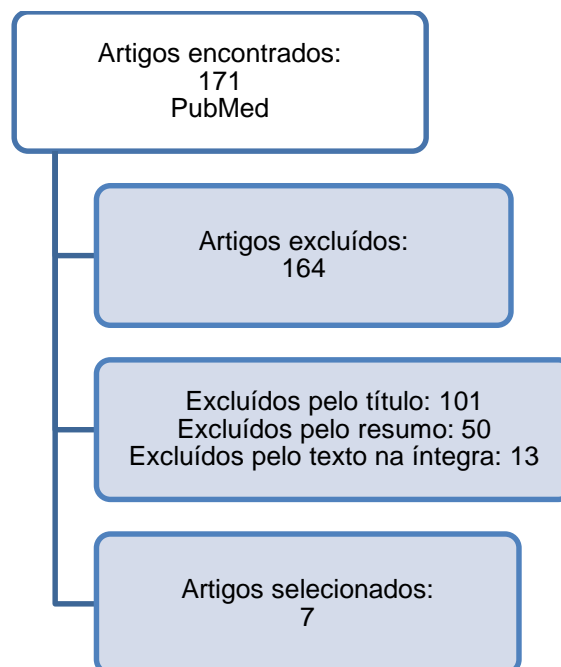 Artigos encontrados:
171
PubMed
Artigos excluídos:
164
Excluídos pelo título: 101
Excluídos pelo resumo: 50
Excluídos pelo texto na íntegra: 13
Artigos selecionados:
7